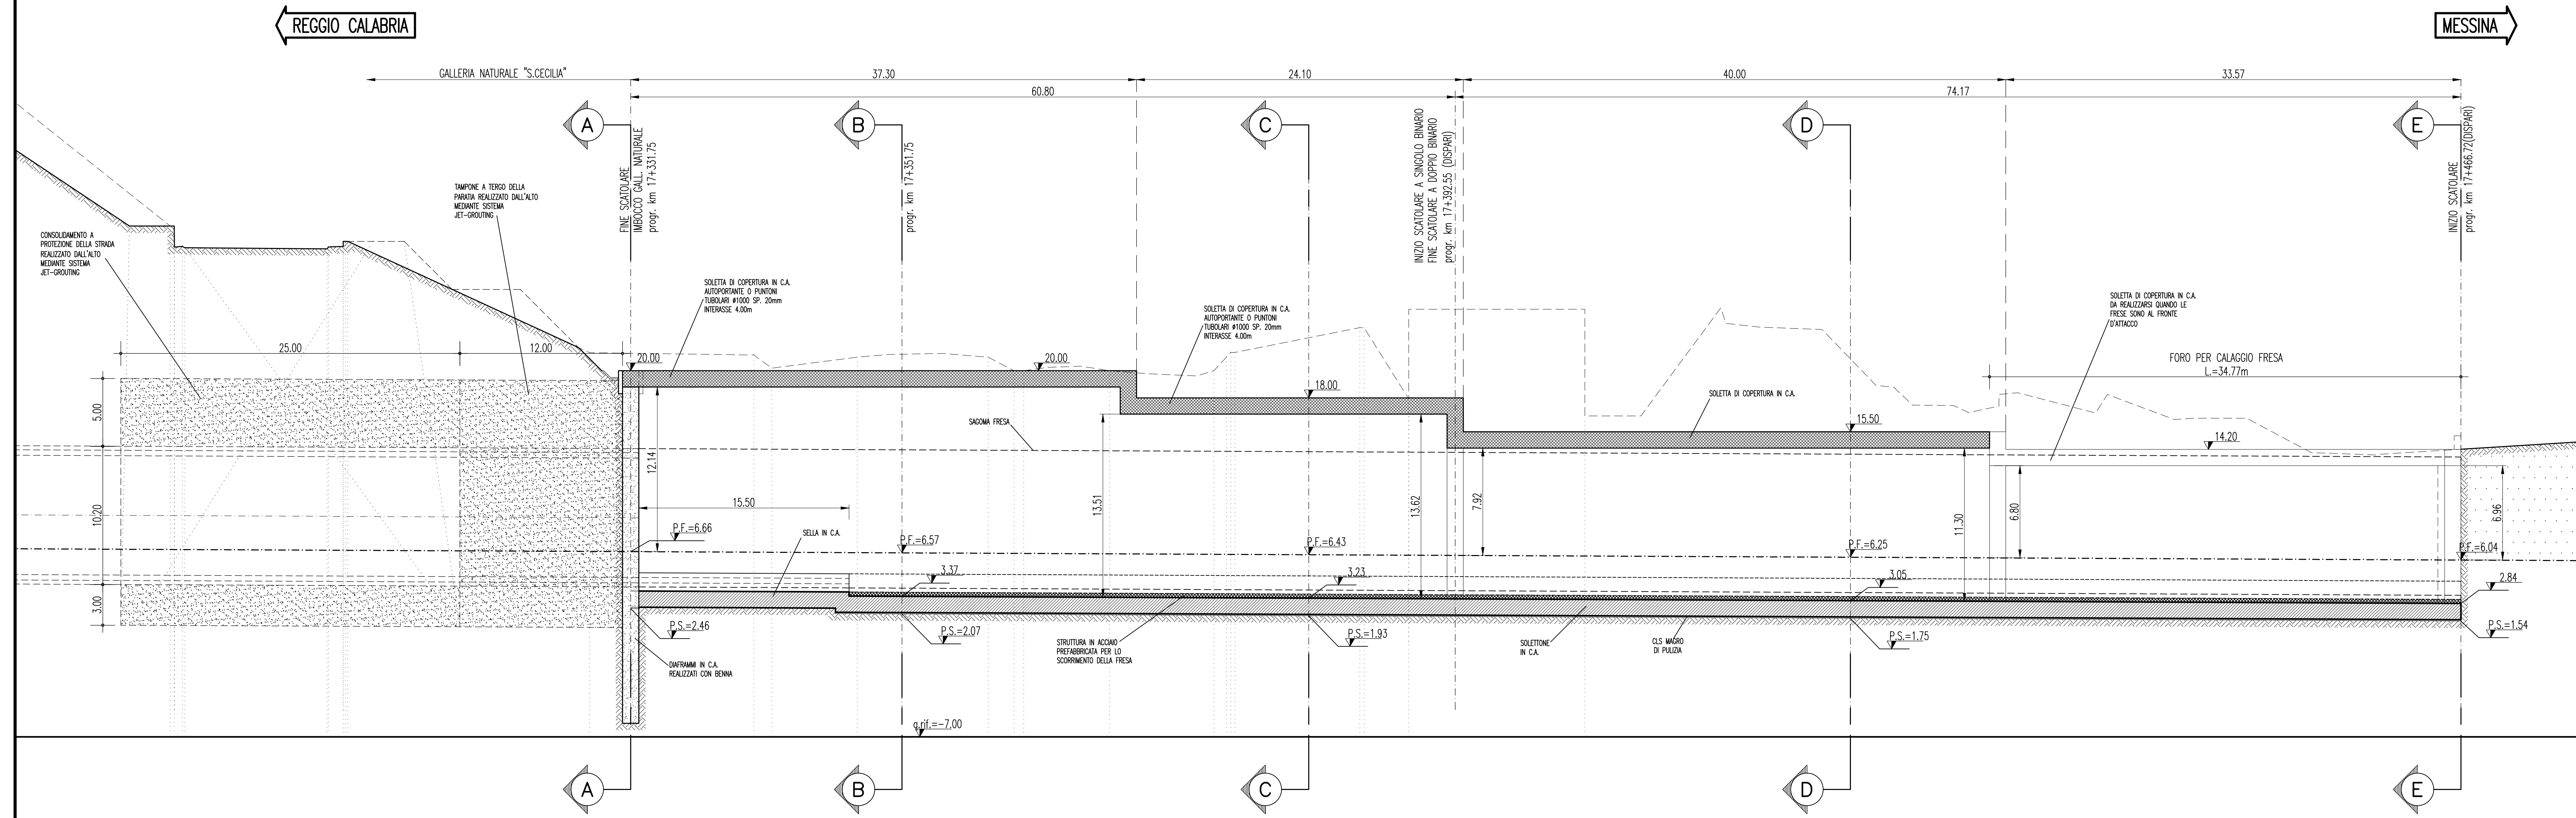 REGGIO CALABRIA
MESSINA
GALLERIA NATURALE "S.CECILIA"
37.30
24.10
40.00
33.57
60.80
74.17
A
B
C
D
E
FINE SCATOLARE
IMBOCCO GALL. NATURALE
progr. km 17+331.75
progr. km 17+351.75
INIZIO SCATOLARE A SINGOLO BINARIO
FINE SCATOLARE A DOPPIO BINARIO
progr. km 17+392.55 (DISPARI)
INIZIO SCATOLARE
progr. km 17+466.72(DISPARI)
CONSOLIDAMENTO A
PROTEZIONE DELLA STRADA
REALIZZATO DALL'ALTO
MEDIANTE SISTEMA
JET-GROUTING
TAMPONE A TERGO DELLA
PARATIA REALIZZATO DALL'ALTO
MEDIANTE SISTEMA
JET-GROUTING
SOLETTA DI COPERTURA IN C.A.
AUTOPORTANTE O PUNTONI
TUBOLARI ø1000 SP. 20mm
INTERASSE 4.00m
SOLETTA DI COPERTURA IN C.A.
AUTOPORTANTE O PUNTONI
TUBOLARI ø1000 SP. 20mm
INTERASSE 4.00m
SOLETTA DI COPERTURA IN C.A.
DA REALIZZARSI QUANDO LE
FRESE SONO AL FRONTE
D'ATTACCO
FORO PER CALAGGIO FRESA
L.=34.77m
25.00
12.00
20.00
20.00
18.00
SOLETTA DI COPERTURA IN C.A.
15.50
14.20
SAGOMA FRESA
5.00
10.20
3.00
12.14
15.50
13.51
13.62
7.92
11.30
6.80
6.96
P.F.=6.66
P.F.=6.57
P.F.=6.43
P.F.=6.25
P.F.=6.04
SELLA IN C.A.
3.37
3.23
3.05
2.84
P.S.=2.46
P.S.=2.07
P.S.=1.93
P.S.=1.75
P.S.=1.54
DIAFRAMMI IN C.A.
REALIZZATI CON BENNA
STRUTTURA IN ACCIAIO
PREFABBRICATA PER LO
SCORRIMENTO DELLA FRESA
SOLETTONE
IN C.A.
CLS MAGRO
DI PULIZIA
q.rif.=-7.00
A
B
C
D
E